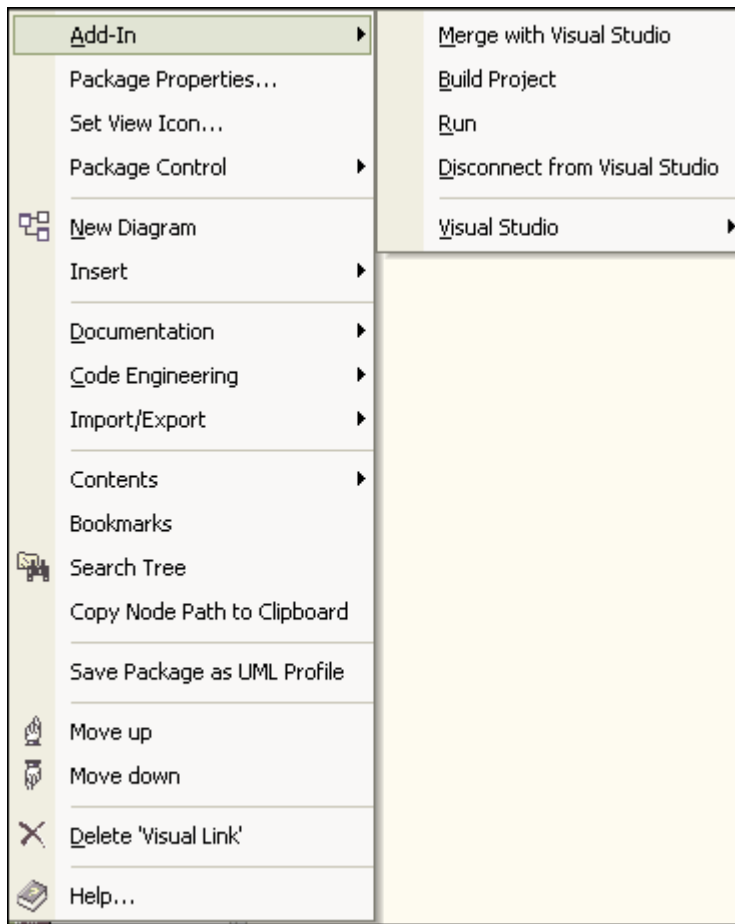 Add-In
Package Properties...
Set View Icon...
Package Control
New Diagram
Insert
Documentation
Code Engineering
Import/Export
Contents
Bookmarks
Search Tree
Copy Node Path to Clipboard
Save Package as UML Profile
Move up
Move down
Delete 'Visual Link'
Help...
Merge with Visual Studio
Build Project
Run
Disconnect from Visual Studio
Visual Studio